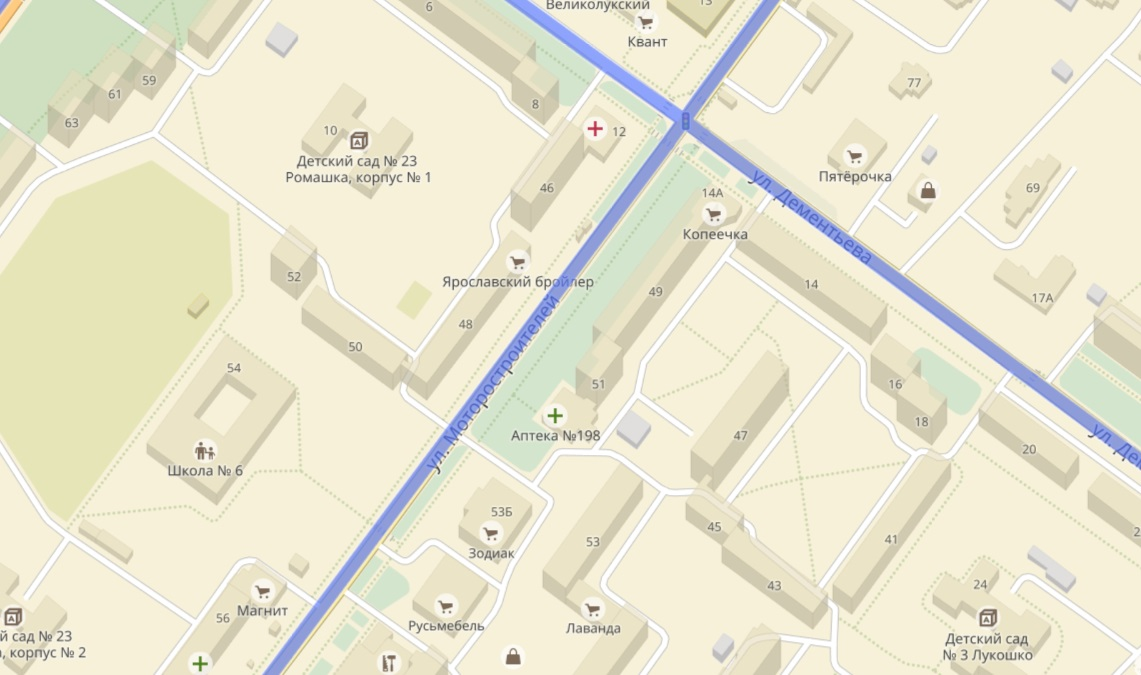 6
Великолукский
13
Квант
59
61
63
8
77
10
12
Детский сад № 23
Ромашка, корпус № 1
Пятёрочка
46
14А
69
ул. Дементьева
Копеечка
52
Ярославский бройлер
49
14
17А
48
50
ул. Моторостроителей
54
51
16
18
Аптека №198
47
ул. Де
20
Школа № 6
53Б
45
Зодиак
53
41
43
24
Магнит
56
Русьмебель
Лаванда
й сад № 23
, корпус № 2
Детский сад
№ 3 Лукошко